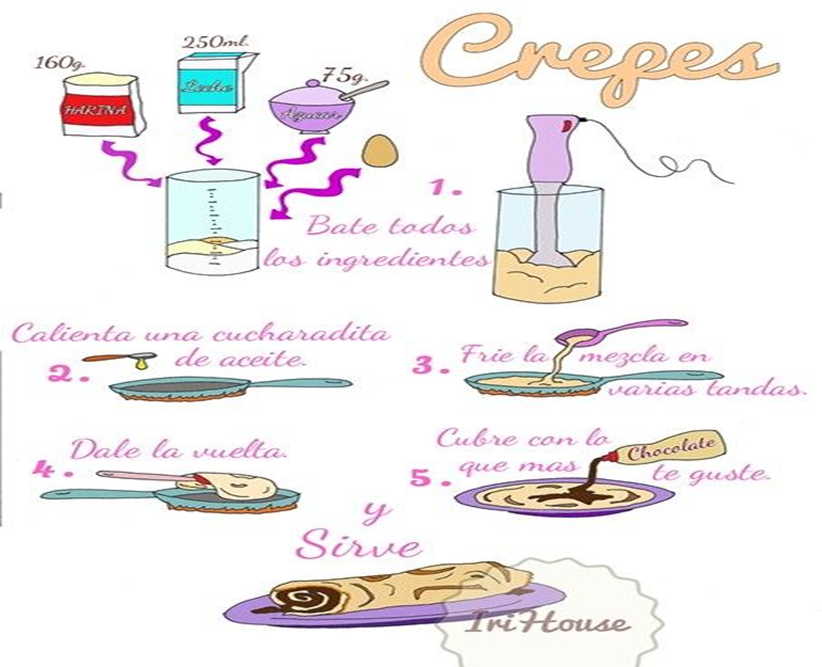 Crepes
160g.
250ml.
75g.
HARINA
Leche
Azucar
1.
Bate todos
los ingredientes
2.
Calienta una cucharadita
de aceite.
3.
Frie la mezcla en
varias tandas.
4.
Dale la vuelta.
5.
Cubre con lo
que mas te guste.
Chocolate
y
Sirve
IriHouse